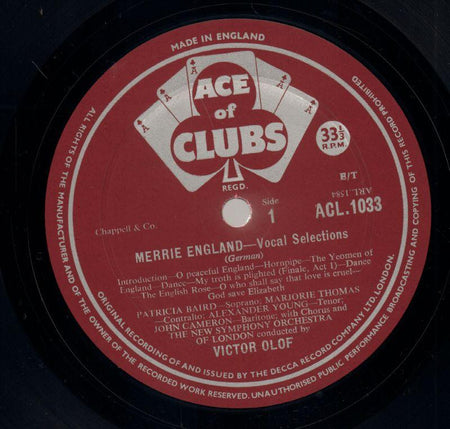 MADE IN ENGLAND
A A A A
ACE
of
CLUBS
REGD.
33 1/3
R.P.M.
B/T
ARL.1584
Side
1
ACL.1033
Chappell & Co.
MERRIE ENGLAND—Vocal Selections
(German)
Introduction—O peaceful England—Hornpipe—The Yeomen of
England—Dance—My troth is plighted (Finale, Act 1)—Dance
—The English Rose—O who shall say that love is cruel—
God save Elizabeth
PATRICIA BAIRD—Soprano; MARJORIE THOMAS
—Contralto; ALEXANDER YOUNG—Tenor;
JOHN CAMERON—Baritone; with Chorus and
THE NEW SYMPHONY ORCHESTRA
OF LONDON conducted by
VICTOR OLOF
ALL RIGHTS OF THE MANUFACTURER AND OF THE OWNER OF THE RECORDED WORK RESERVED. UNAUTHORISED PUBLIC PERFORMANCE BROADCASTING AND COPYING OF THIS RECORD PROHIBITED
ORIGINAL RECORDING OF AND ISSUED BY THE DECCA RECORD COMPANY LTD. LONDON.